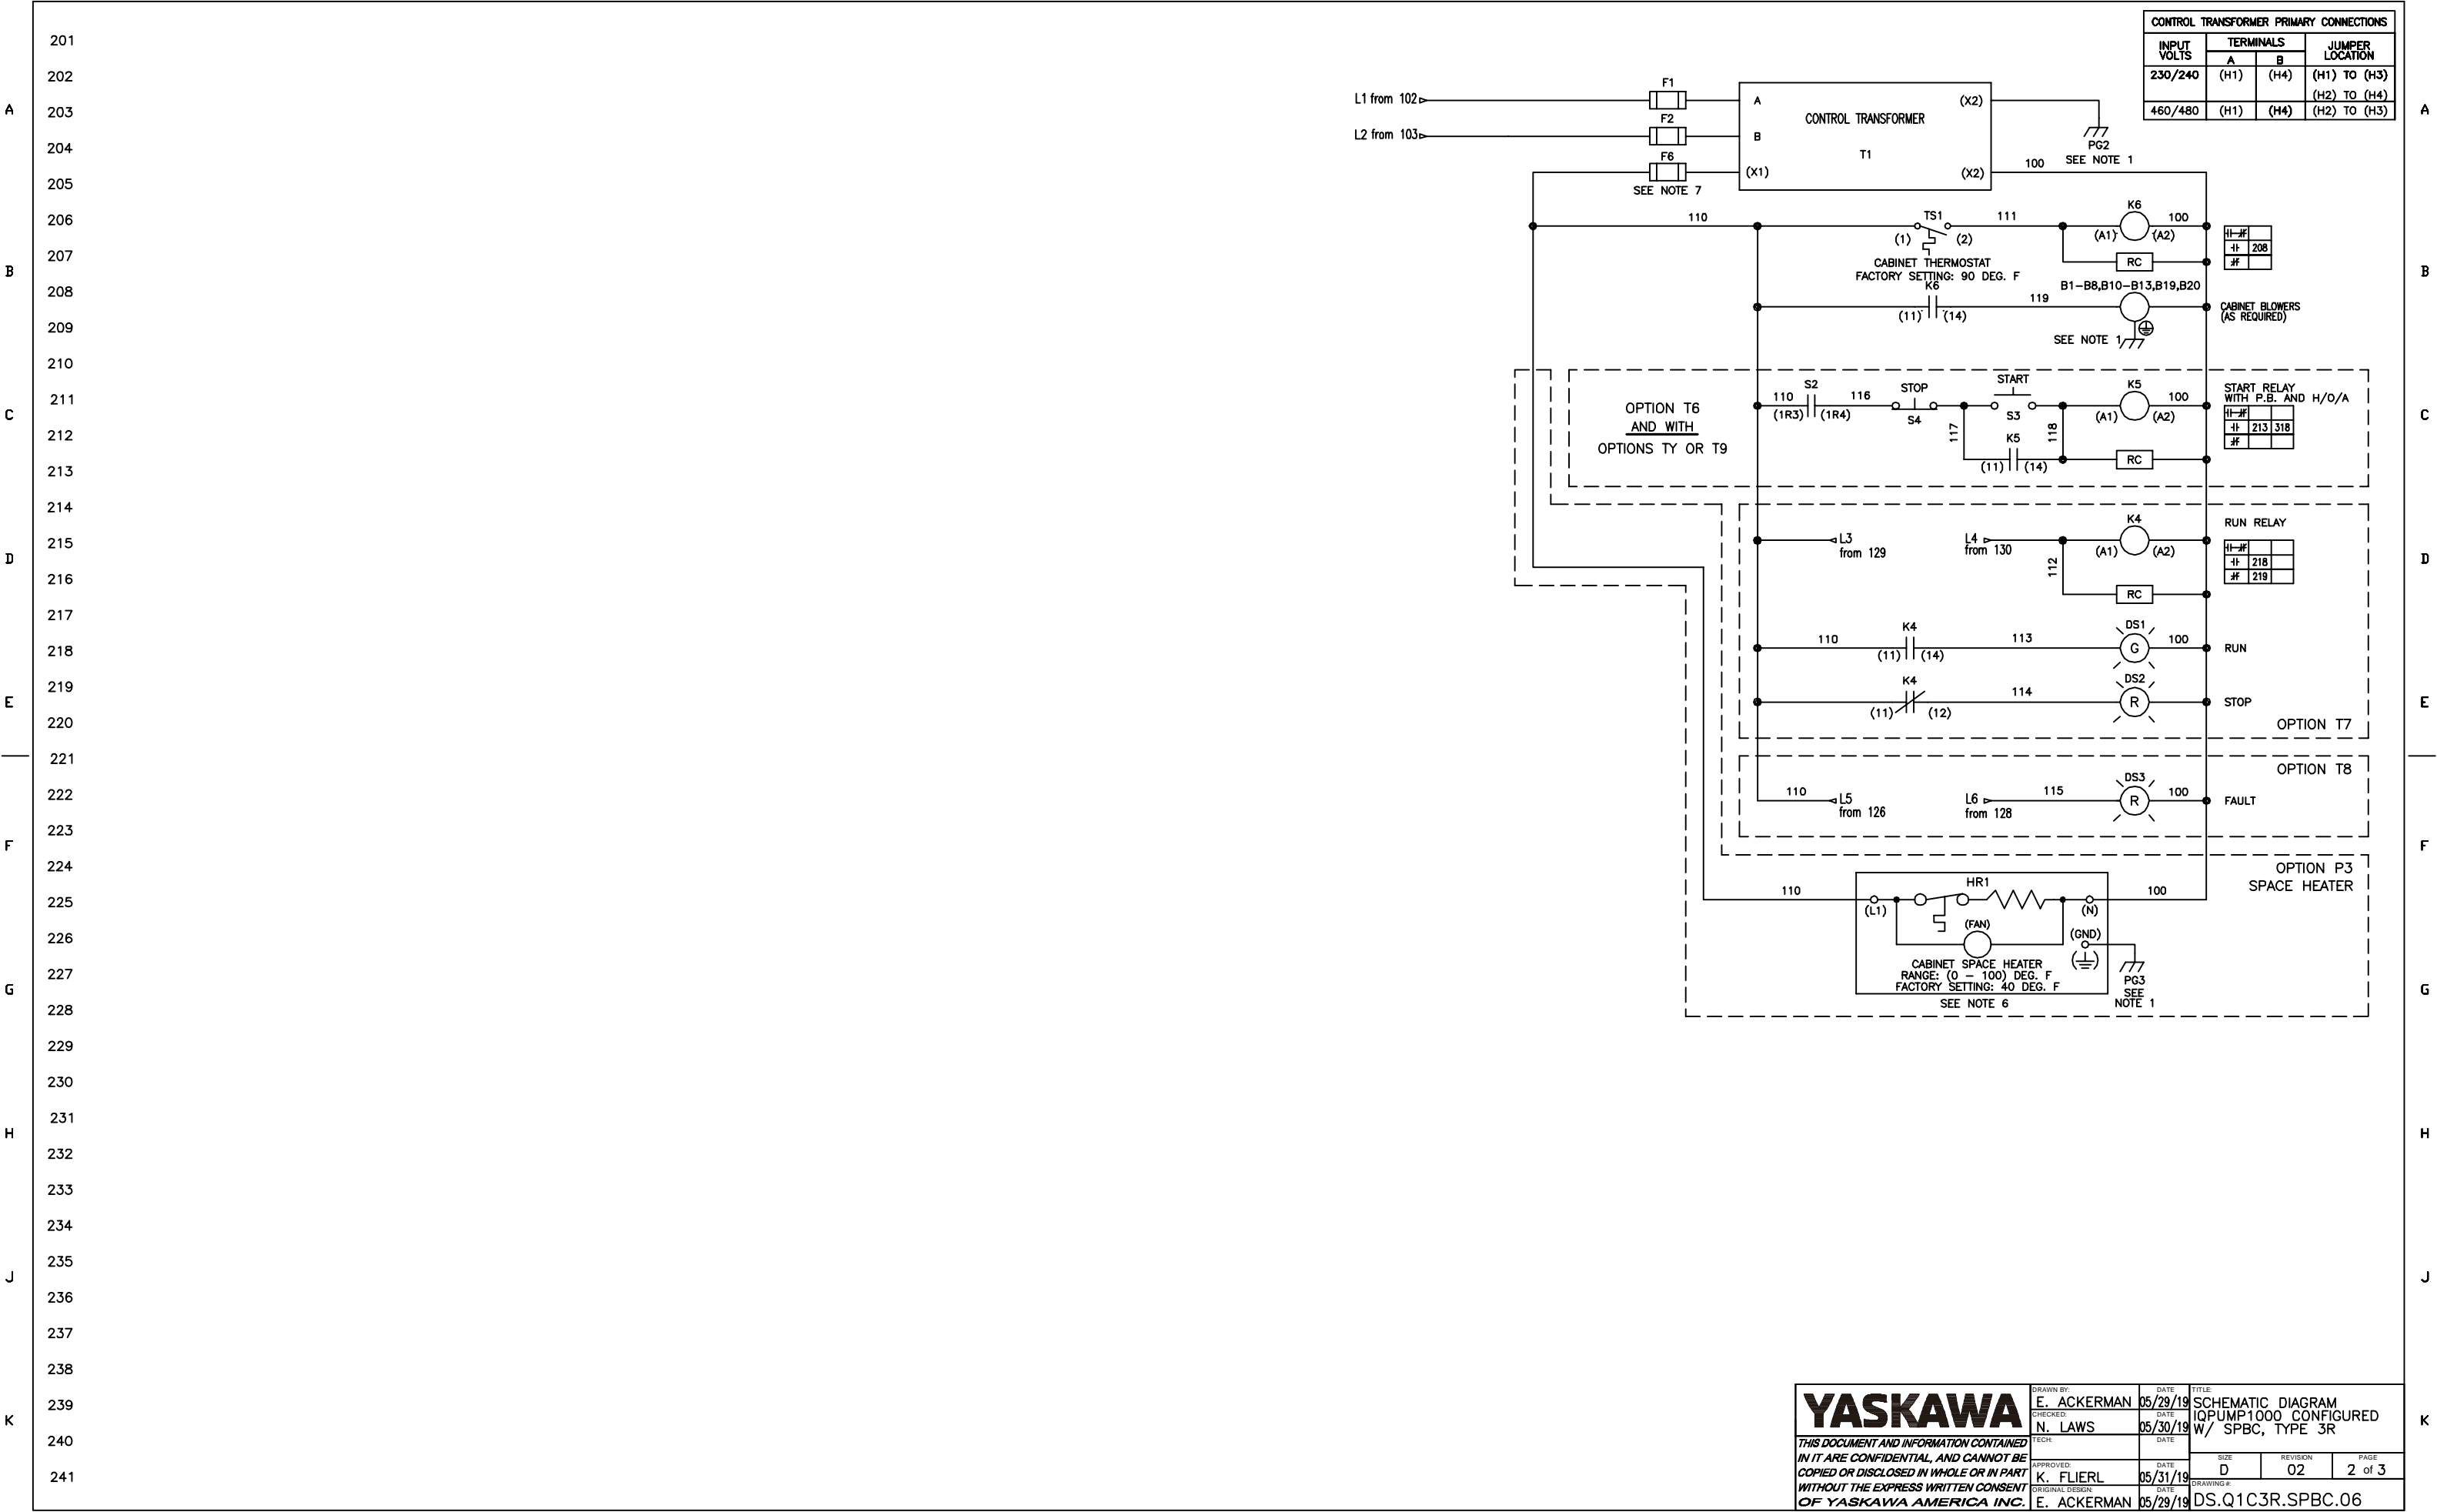 CONTROL TRANSFORMER PRIMARY CONNECTIONS
INPUT VOLTS
TERMINALS
A B
JUMPER LOCATION
230/240 (H1) (H4) (H1) TO (H3)
(H2) TO (H4)
460/480 (H1) (H4) (H2) TO (H3)
201
202
203
204
205
206
207
208
209
210
211
212
213
214
215
216
217
218
219
220
221
222
223
224
225
226
227
228
229
230
231
232
233
234
235
236
237
238
239
240
241
A
B
C
D
E
F
G
H
J
K
A
B
C
D
E
F
G
H
J
K
L1 from 102
F1
A
(X2)
CONTROL TRANSFORMER
L2 from 103
F2
B
T1
PG2
SEE NOTE 1
F6
(X1)
(X2)
100
SEE NOTE 7
110
TS1
111
K6
100
(1)
(2)
(A1)
(A2)
208
RC
CABINET THERMOSTAT
FACTORY SETTING: 90 DEG. F
K6
119
B1-B8,B10-B13,B19,B20
(11)
(14)
CABINET BLOWERS
(AS REQUIRED)
SEE NOTE 1
OPTION T6
AND WITH
OPTIONS TY OR T9
110
S2
116
(1R3)
(1R4)
STOP
S4
START
S3
117
118
K5
(11)
(14)
K5
100
(A1)
(A2)
RC
START RELAY
WITH P.B. AND H/O/A
213 318
L3
from 129
L4
from 130
112
K4
(A1)
(A2)
RC
RUN RELAY
218
219
110
K4
113
DS1
G
100
RUN
(11)
(14)
K4
114
DS2
R
STOP
(11)
(12)
OPTION T7
OPTION T8
110
L5
from 126
L6
from 128
115
DS3
R
100
FAULT
OPTION P3
SPACE HEATER
110
HR1
100
(L1)
(N)
(FAN)
(GND)
CABINET SPACE HEATER
RANGE: (0 – 100) DEG. F
FACTORY SETTING: 40 DEG. F
SEE NOTE 6
PG3
SEE
NOTE 1
YASKAWA
THIS DOCUMENT AND INFORMATION CONTAINED
IN IT ARE CONFIDENTIAL, AND CANNOT BE
COPIED OR DISCLOSED IN WHOLE OR IN PART
WITHOUT THE EXPRESS WRITTEN CONSENT
OF YASKAWA AMERICA INC.
DRAWN BY: DATE
E. ACKERMAN 05/29/19
CHECKED: DATE
N. LAWS 05/30/19
TECH: DATE
APPROVED: DATE
K. FLIERL 05/31/19
ORIGINAL DESIGN: DATE
E. ACKERMAN 05/29/19
TITLE:
SCHEMATIC DIAGRAM
IQPUMP1000 CONFIGURED
W/ SPBC, TYPE 3R
SIZE REVISION PAGE
D 02 2 of 3
DRAWING #:
DS.Q1C3R.SPBC.06